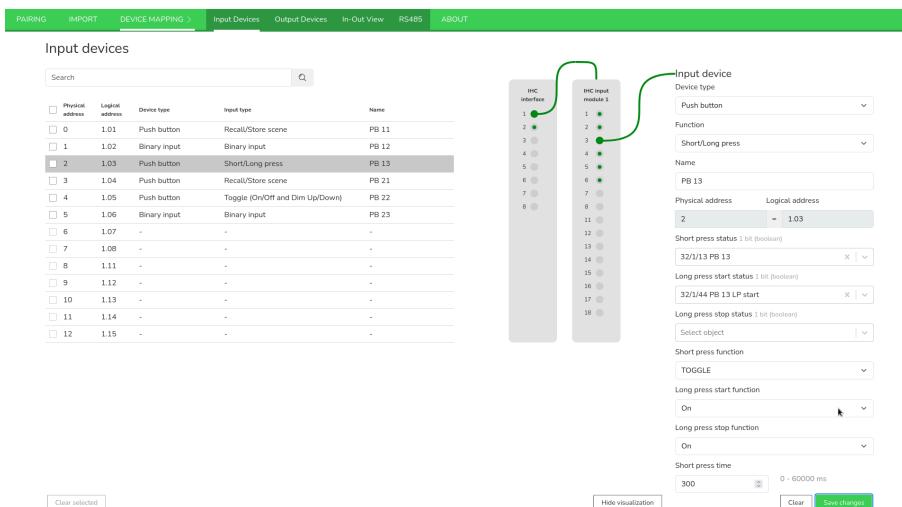 PAIRING IMPORT DEVICE MAPPING > Input Devices Output Devices In-Out View RS485 ABOUT
Input devices
Search
Physical address Logical address Device type Input type Name
0 1.01 Push button Recall/Store scene PB 11
1 1.02 Binary input Binary input PB 12
2 1.03 Push button Short/Long press PB 13
3 1.04 Push button Recall/Store scene PB 21
4 1.05 Push button Toggle (On/Off and Dim Up/Down) PB 22
5 1.06 Binary input Binary input PB 23
6 1.07 - - -
7 1.08 - - -
8 1.11 - - -
9 1.12 - - -
10 1.13 - - -
11 1.14 - - -
12 1.15 - - -
Clear selected
IHC interface
1
2
3
4
5
6
7
8
IHC input module 1
1
2
3
4
5
6
7
8
11
12
13
14
15
16
17
18
Hide visualization
Input device
Device type
Push button
Function
Short/Long press
Name
PB 13
Physical address Logical address
2 = 1.03
Short press status 1 bit (boolean)
32/1/13 PB 13
Long press start status 1 bit (boolean)
32/1/44 PB 13 LP start
Long press stop status 1 bit (boolean)
Select object
Short press function
TOGGLE
Long press start function
On
Long press stop function
On
Short press time
300 0 - 60000 ms
Clear Save changes